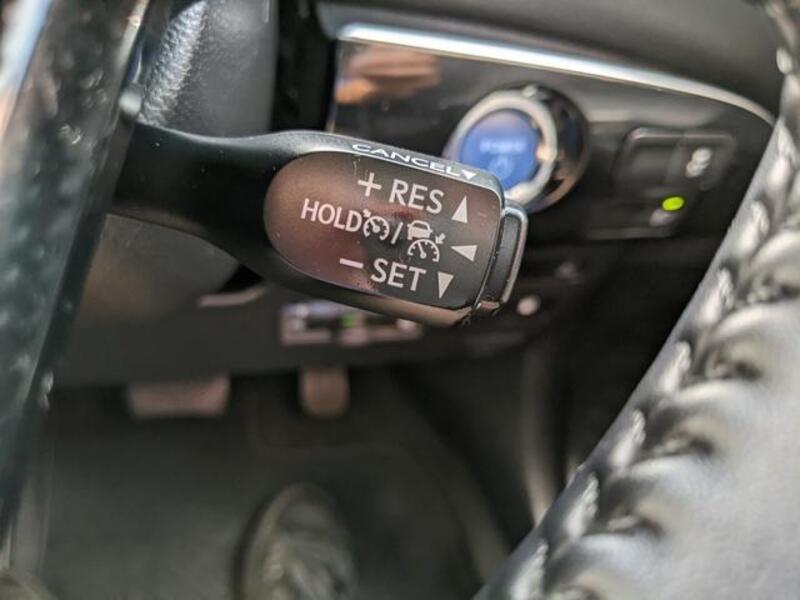 CANCEL▼
+ RES ▲
HOLD / ◀
− SET ▼